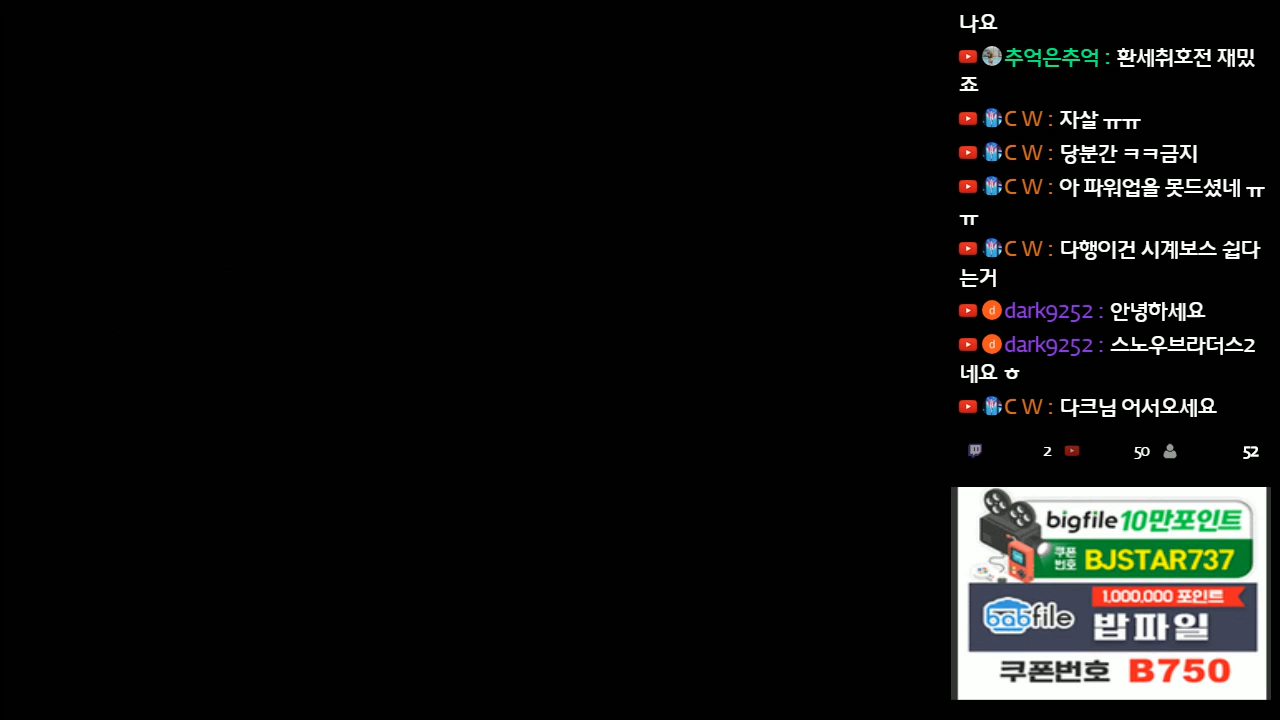 나요
추억은추억 : 환세취호전 재밌
죠
C W : 자살 ㅠㅠ
C W : 당분간 ㅋㅋ금지
C W : 아 파워업을 못드셨네 ㅠ
ㅠ
C W : 다행이건 시계보스 쉽다
는거
d dark9252 : 안녕하세요
d dark9252 : 스노우브라더스2
네요 ㅎ
C W : 다크님 어서오세요
2 50 52
bigfile 10만포인트
쿠폰번호 BJSTAR737
1,000,000 포인트
babfile 밥파일
쿠폰번호 B750